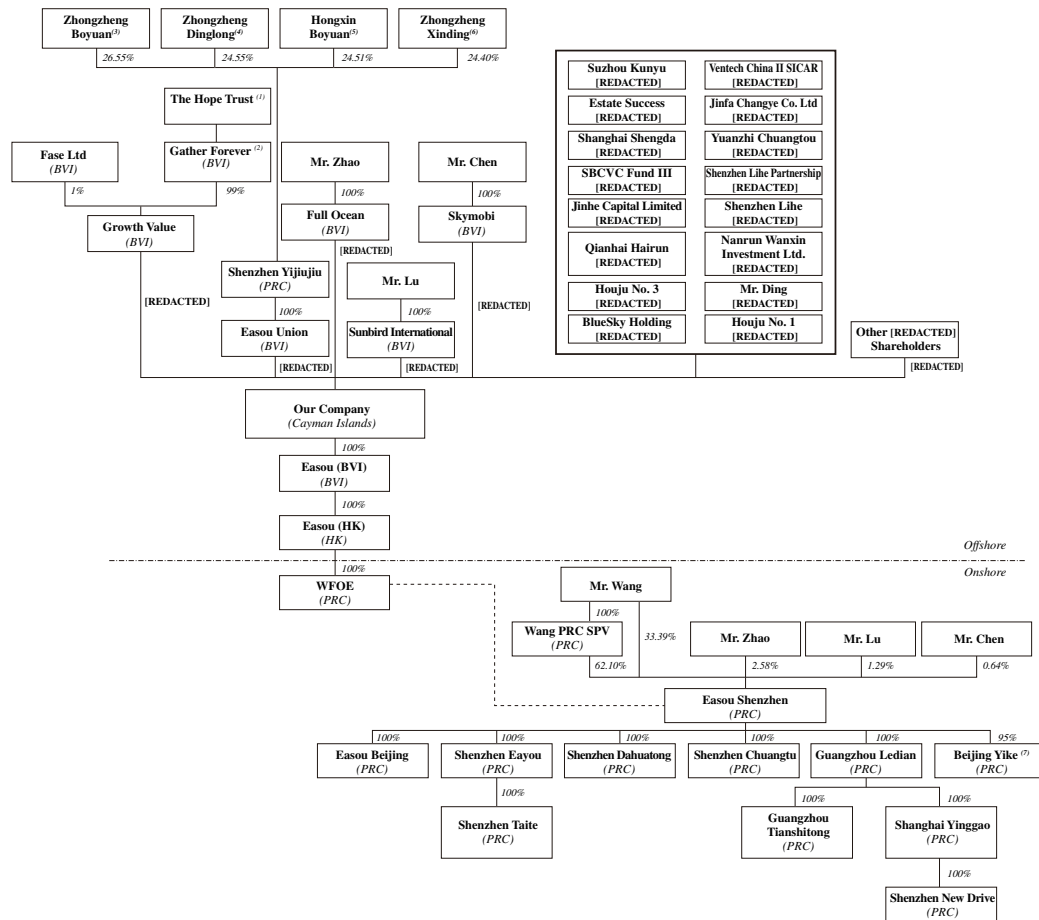 Zhongzheng
Boyuan(3)
Zhongzheng
Dinglong(4)
Hongxin
Boyuan(5)
Zhongzheng
Xinding(6)
26.55%
24.55%
24.51%
24.40%
Suzhou Kunyu
[REDACTED]
Ventech China II SICAR
[REDACTED]
Estate Success
[REDACTED]
Jinfa Changye Co. Ltd
[REDACTED]
Shanghai Shengda
[REDACTED]
Yuanzhi Chuangtou
[REDACTED]
SBCVC Fund III
[REDACTED]
Shenzhen Lihe Partnership
[REDACTED]
Jinhe Capital Limited
[REDACTED]
Shenzhen Lihe
[REDACTED]
Qianhai Hairun
[REDACTED]
Nanrun Wanxin
Investment Ltd.
[REDACTED]
Houju No. 3
[REDACTED]
Mr. Ding
[REDACTED]
BlueSky Holding
[REDACTED]
Houju No. 1
[REDACTED]
The Hope Trust (1)
Fase Ltd
(BVI)
Gather Forever (2)
(BVI)
Mr. Zhao
Mr. Chen
1%
99%
100%
100%
Growth Value
(BVI)
Full Ocean
(BVI)
Skymobi
(BVI)
[REDACTED]
Shenzhen Yijiujiu
(PRC)
Mr. Lu
[REDACTED]
[REDACTED]
100%
100%
Easou Union
(BVI)
Sunbird International
(BVI)
Other [REDACTED]
Shareholders
[REDACTED]
[REDACTED]
[REDACTED]
Our Company
(Cayman Islands)
100%
Easou (BVI)
(BVI)
100%
Easou (HK)
(HK)
Offshore
Onshore
100%
WFOE
(PRC)
Mr. Wang
100%
Wang PRC SPV
(PRC)
33.39%
Mr. Zhao
Mr. Lu
Mr. Chen
62.10%
2.58%
1.29%
0.64%
Easou Shenzhen
(PRC)
100%
100%
100%
100%
100%
95%
Easou Beijing
(PRC)
Shenzhen Eayou
(PRC)
Shenzhen Dahuatong
(PRC)
Shenzhen Chuangtu
(PRC)
Guangzhou Ledian
(PRC)
Beijing Yike (7)
(PRC)
100%
100%
100%
Shenzhen Taite
(PRC)
Guangzhou
Tianshitong
(PRC)
Shanghai Yinggao
(PRC)
100%
Shenzhen New Drive
(PRC)